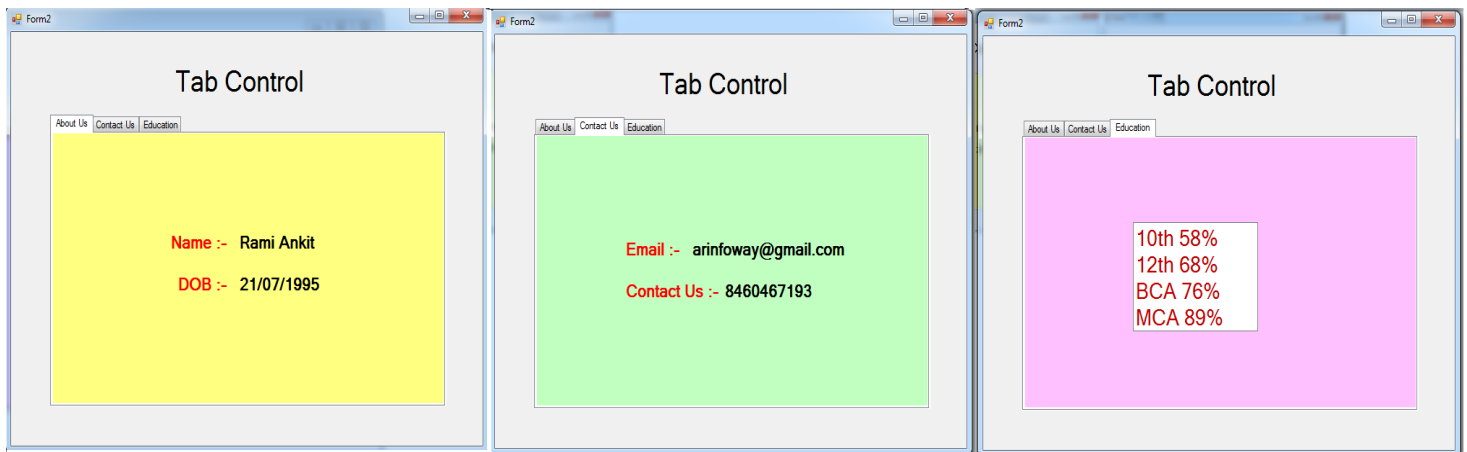 Form2
Tab Control
About Us Contact Us Education
Name :- Rami Ankit
DOB :- 21/07/1995
Form2
Tab Control
About Us Contact Us Education
Email :- arinfoway@gmail.com
Contact Us :- 8460467193
Form2
Tab Control
About Us Contact Us Education
10th 58%
12th 68%
BCA 76%
MCA 89%